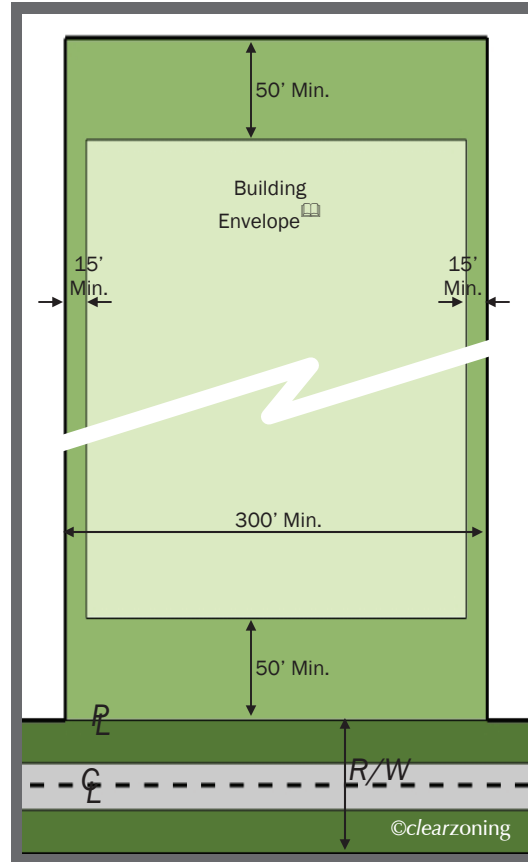 50’ Min.
Building
Envelope
15’
Min.
15’
Min.
300’ Min.
50’ Min.
PL
CL
R/W
©clearzoning